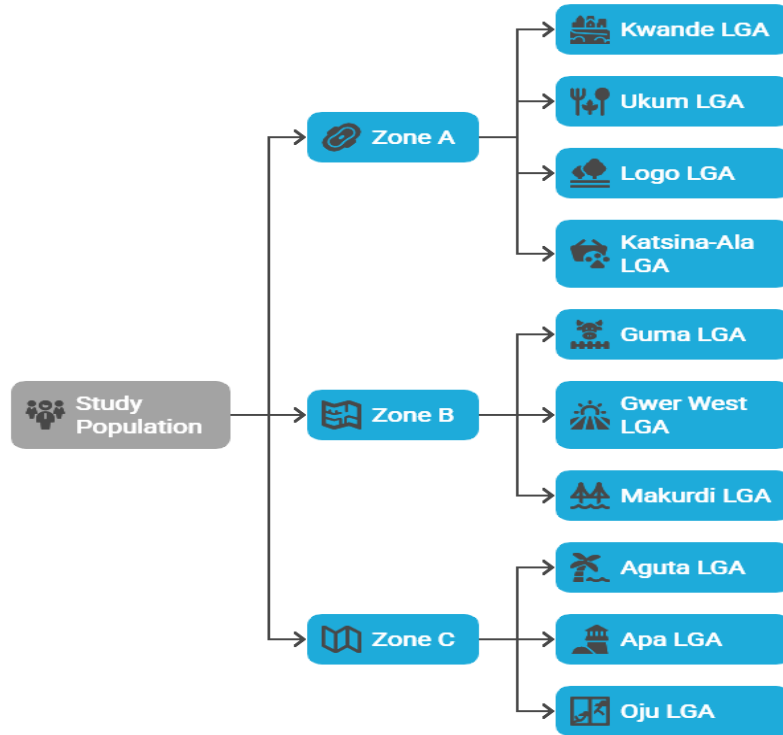 Study
Population
Zone A
Kwande LGA
Ukum LGA
Logo LGA
Katsina-Ala
LGA
Zone B
Guma LGA
Gwer West
LGA
Makurdi LGA
Zone C
Aguta LGA
Apa LGA
Oju LGA